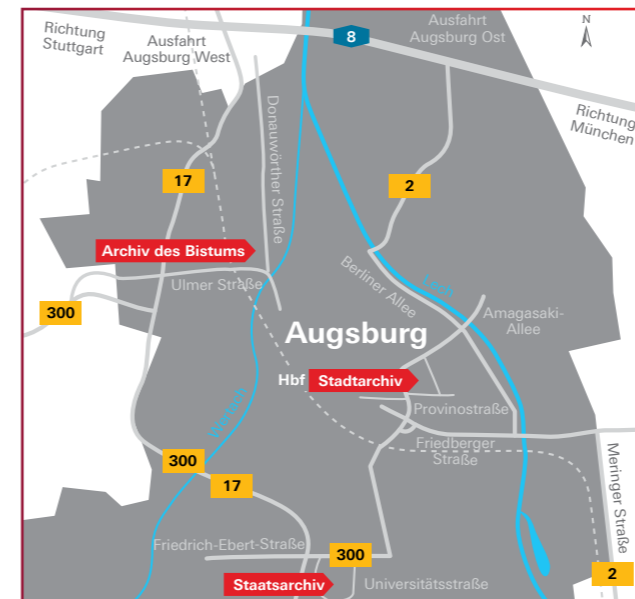 Richtung
Stuttgart
Ausfahrt
Augsburg West
8
Ausfahrt
Augsburg Ost
N
Richtung
München
Donauwörther Straße
17
2
Archiv des Bistums
Ulmer Straße
300
Berliner Allee
Lech
Amagasaki-
Allee
Augsburg
Hbf
Stadtarchiv
Provinostraße
Wertach
Friedberger
Straße
Meringer Straße
300
17
Friedrich-Ebert-Straße
300
2
Staatsarchiv
Universitätsstraße